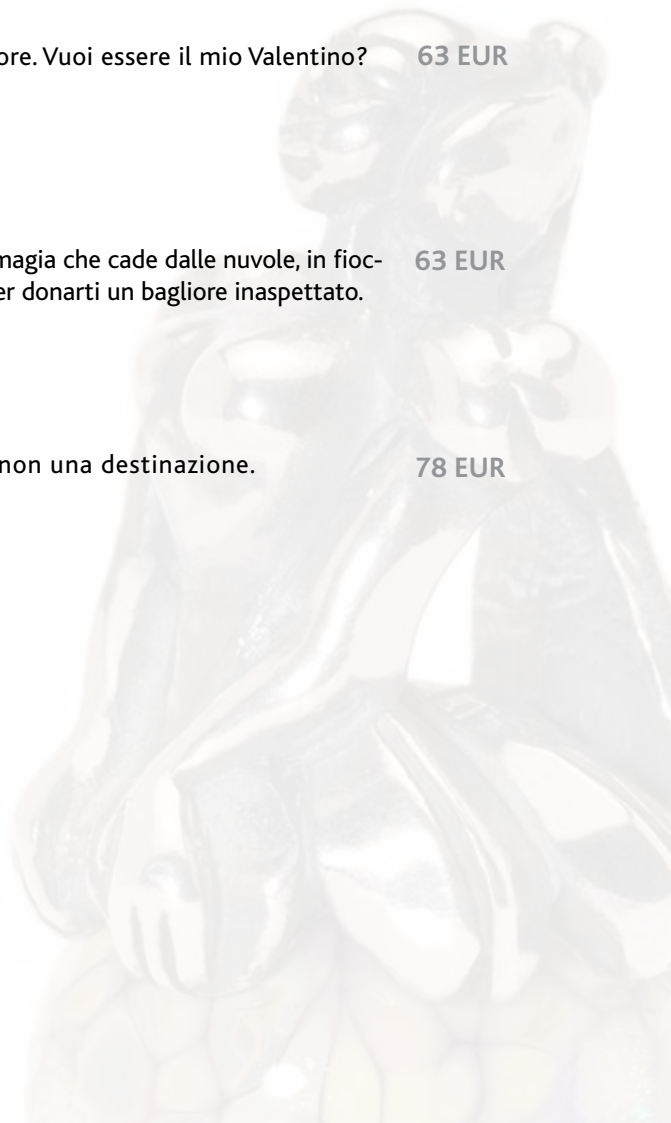 ore. Vuoi essere il mio Valentino? 63 EUR
magia che cade dalle nuvole, in fioc- 63 EUR
er donarti un bagliore inaspettato.
non una destinazione. 78 EUR